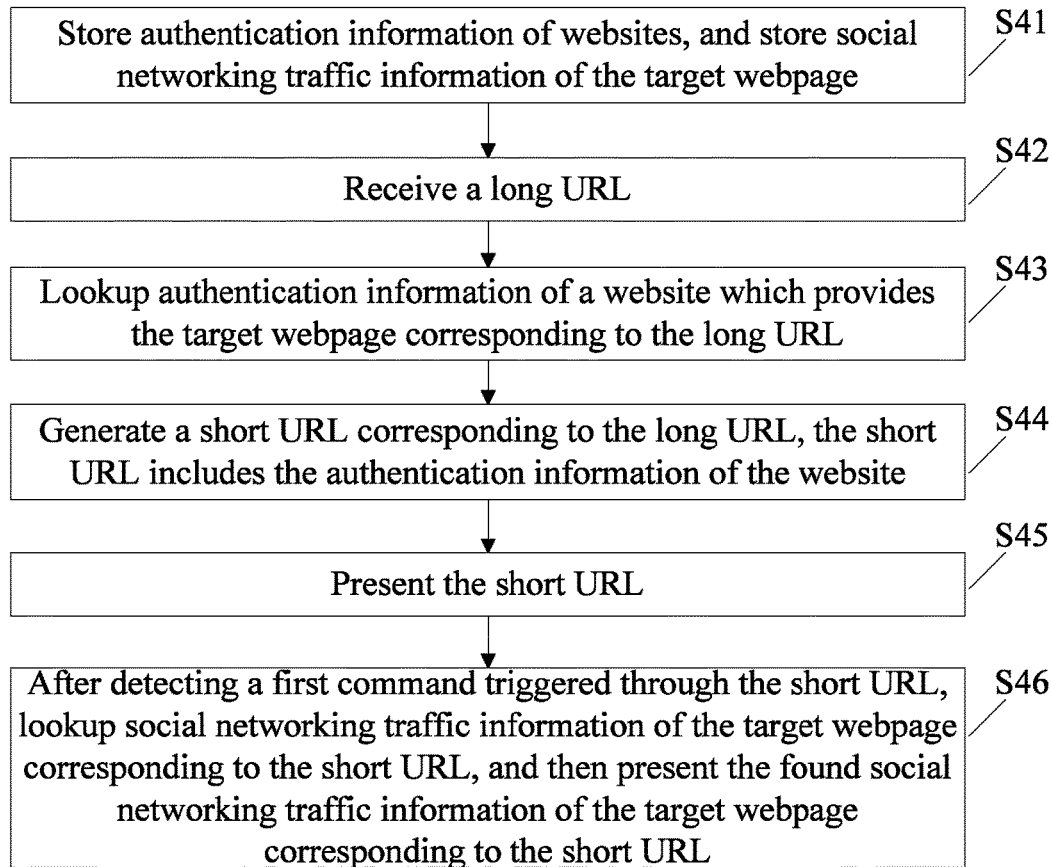 Store authentication information of websites, and store social
networking traffic information of the target webpage
S41
Receive a long URL
S42
Lookup authentication information of a website which provides
the target webpage corresponding to the long URL
S43
Generate a short URL corresponding to the long URL, the short
URL includes the authentication information of the website
S44
Present the short URL
S45
After detecting a first command triggered through the short URL,
lookup social networking traffic information of the target webpage
corresponding to the short URL, and then present the found social
networking traffic information of the target webpage
corresponding to the short URL
S46